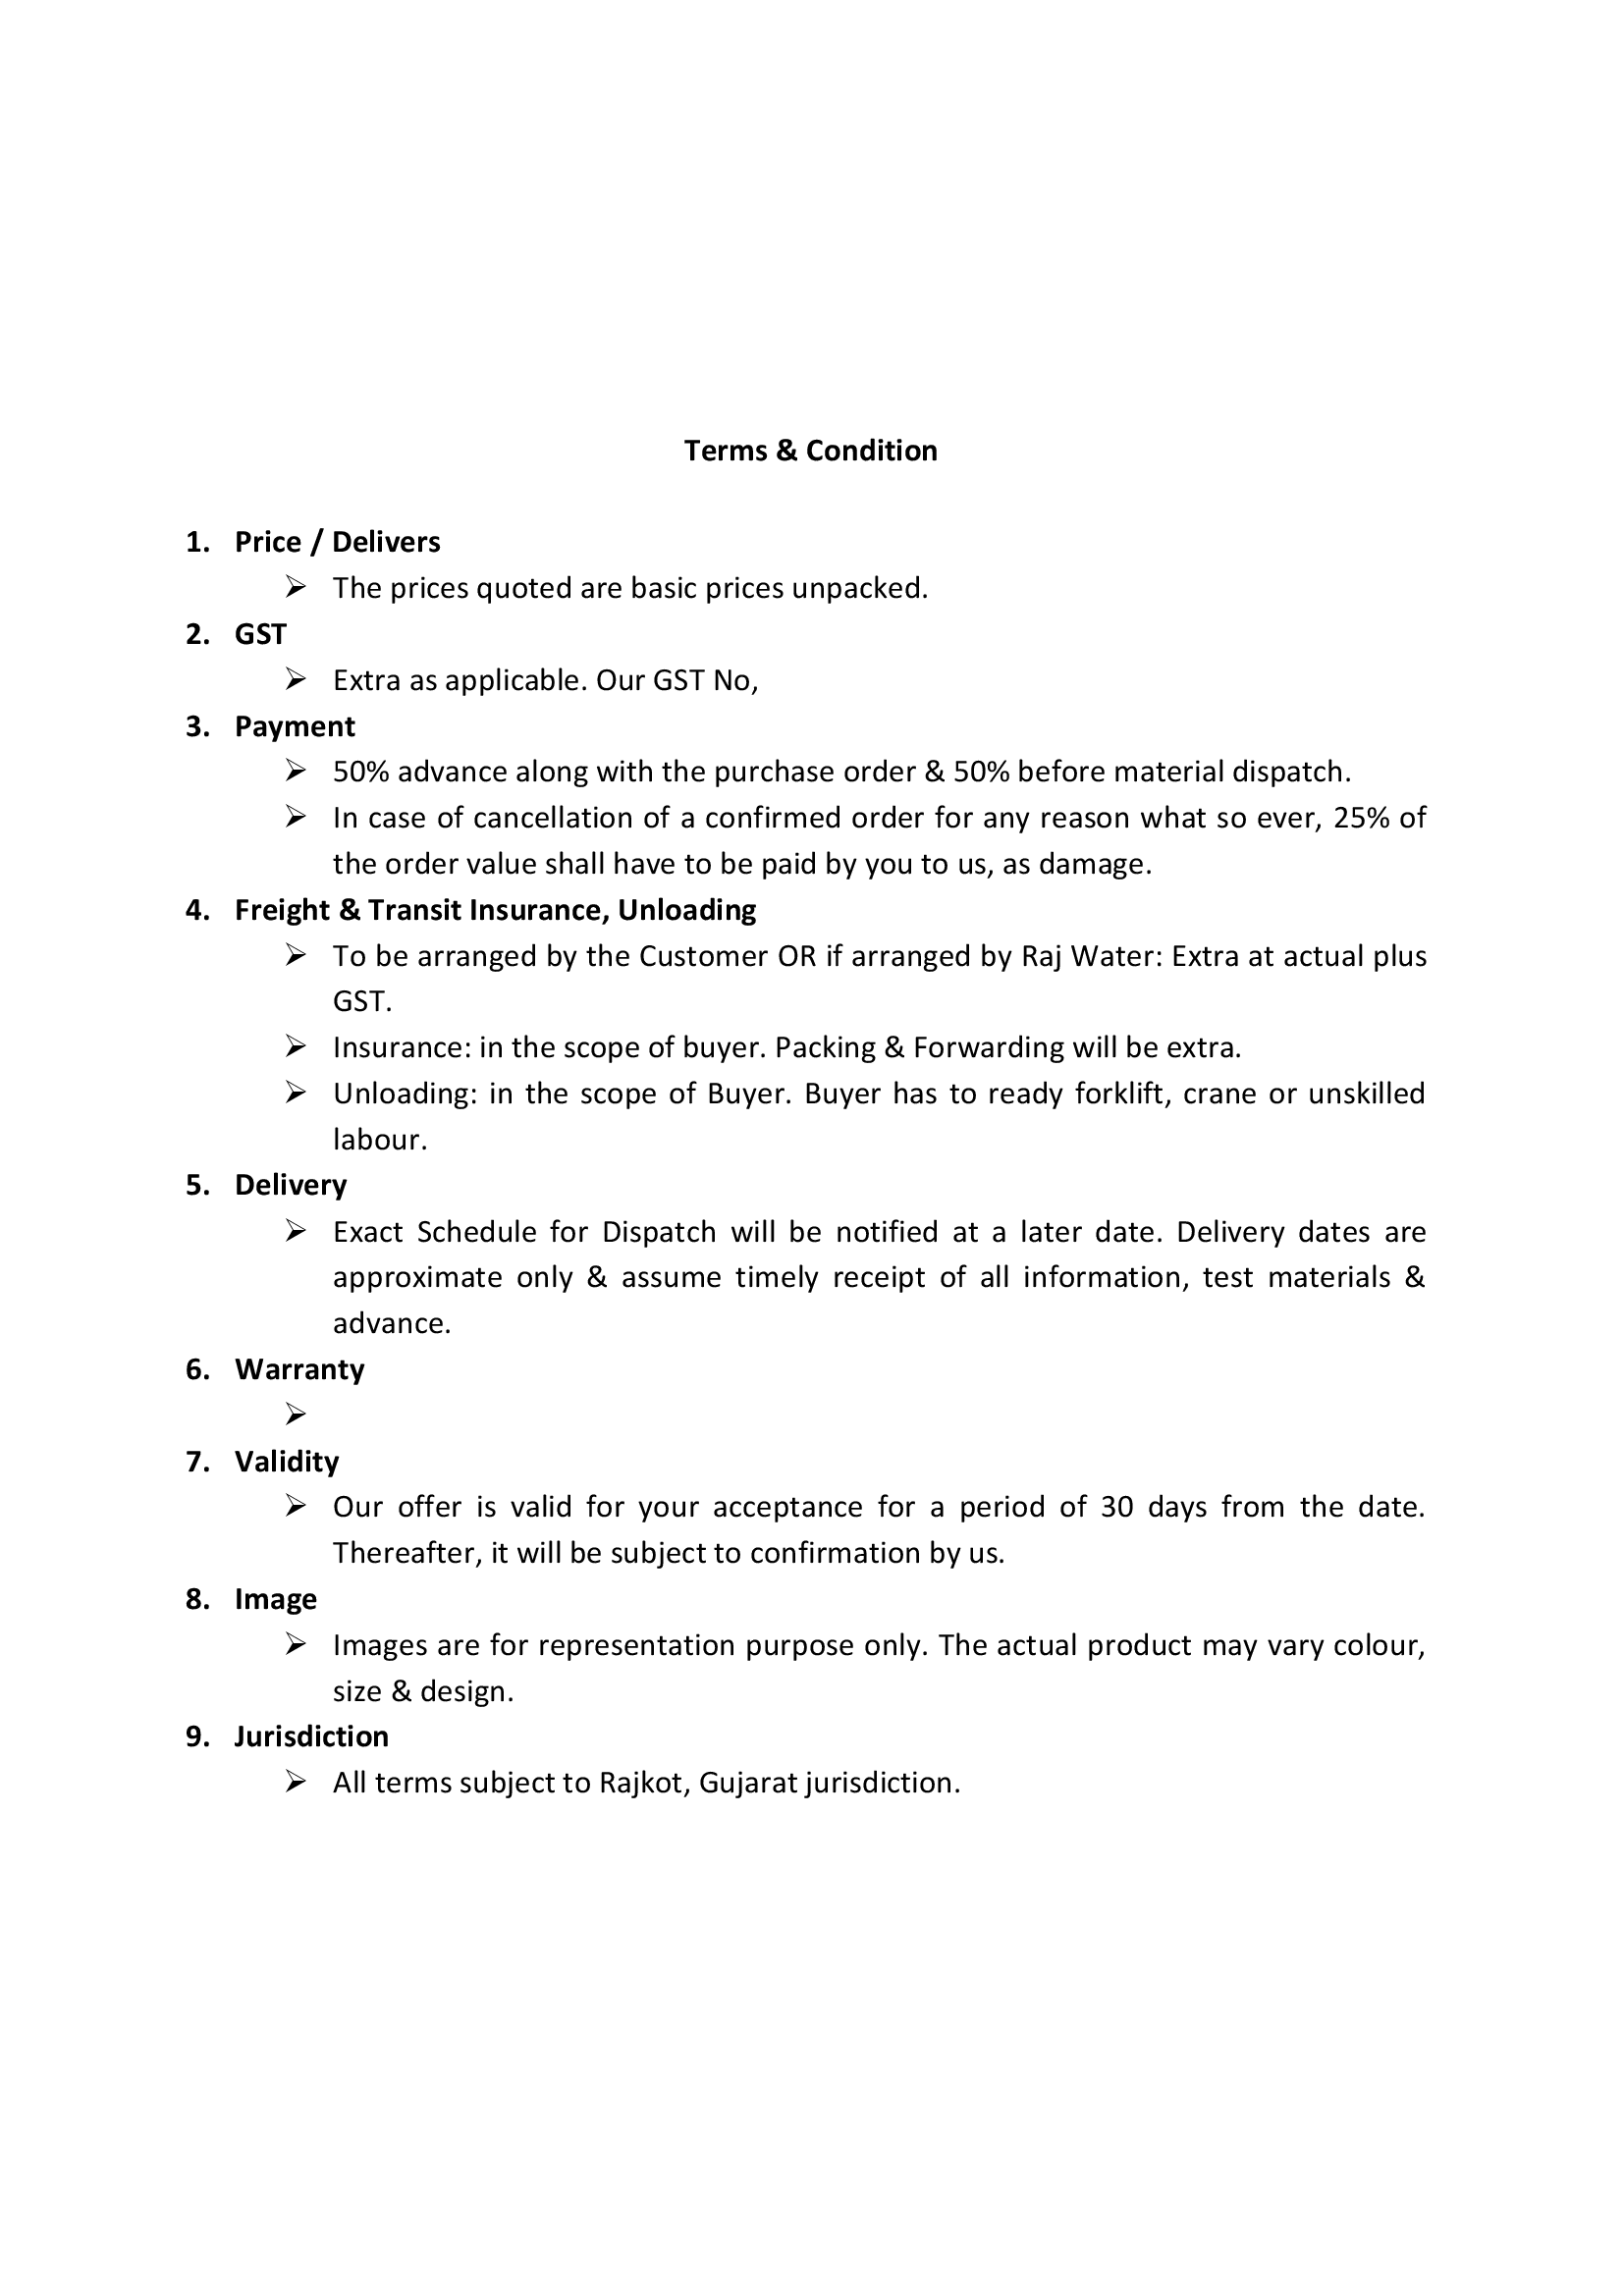 Terms & Condition
1. Price / Delivers
➢ The prices quoted are basic prices unpacked.
2. GST
➢ Extra as applicable. Our GST No,
3. Payment
➢ 50% advance along with the purchase order & 50% before material dispatch.
➢ In case of cancellation of a confirmed order for any reason what so ever, 25% of
the order value shall have to be paid by you to us, as damage.
4. Freight & Transit Insurance, Unloading
➢ To be arranged by the Customer OR if arranged by Raj Water: Extra at actual plus
GST.
➢ Insurance: in the scope of buyer. Packing & Forwarding will be extra.
➢ Unloading: in the scope of Buyer. Buyer has to ready forklift, crane or unskilled
labour.
5. Delivery
➢ Exact Schedule for Dispatch will be notified at a later date. Delivery dates are
approximate only & assume timely receipt of all information, test materials &
advance.
6. Warranty
➢
7. Validity
➢ Our offer is valid for your acceptance for a period of 30 days from the date.
Thereafter, it will be subject to confirmation by us.
8. Image
➢ Images are for representation purpose only. The actual product may vary colour,
size & design.
9. Jurisdiction
➢ All terms subject to Rajkot, Gujarat jurisdiction.